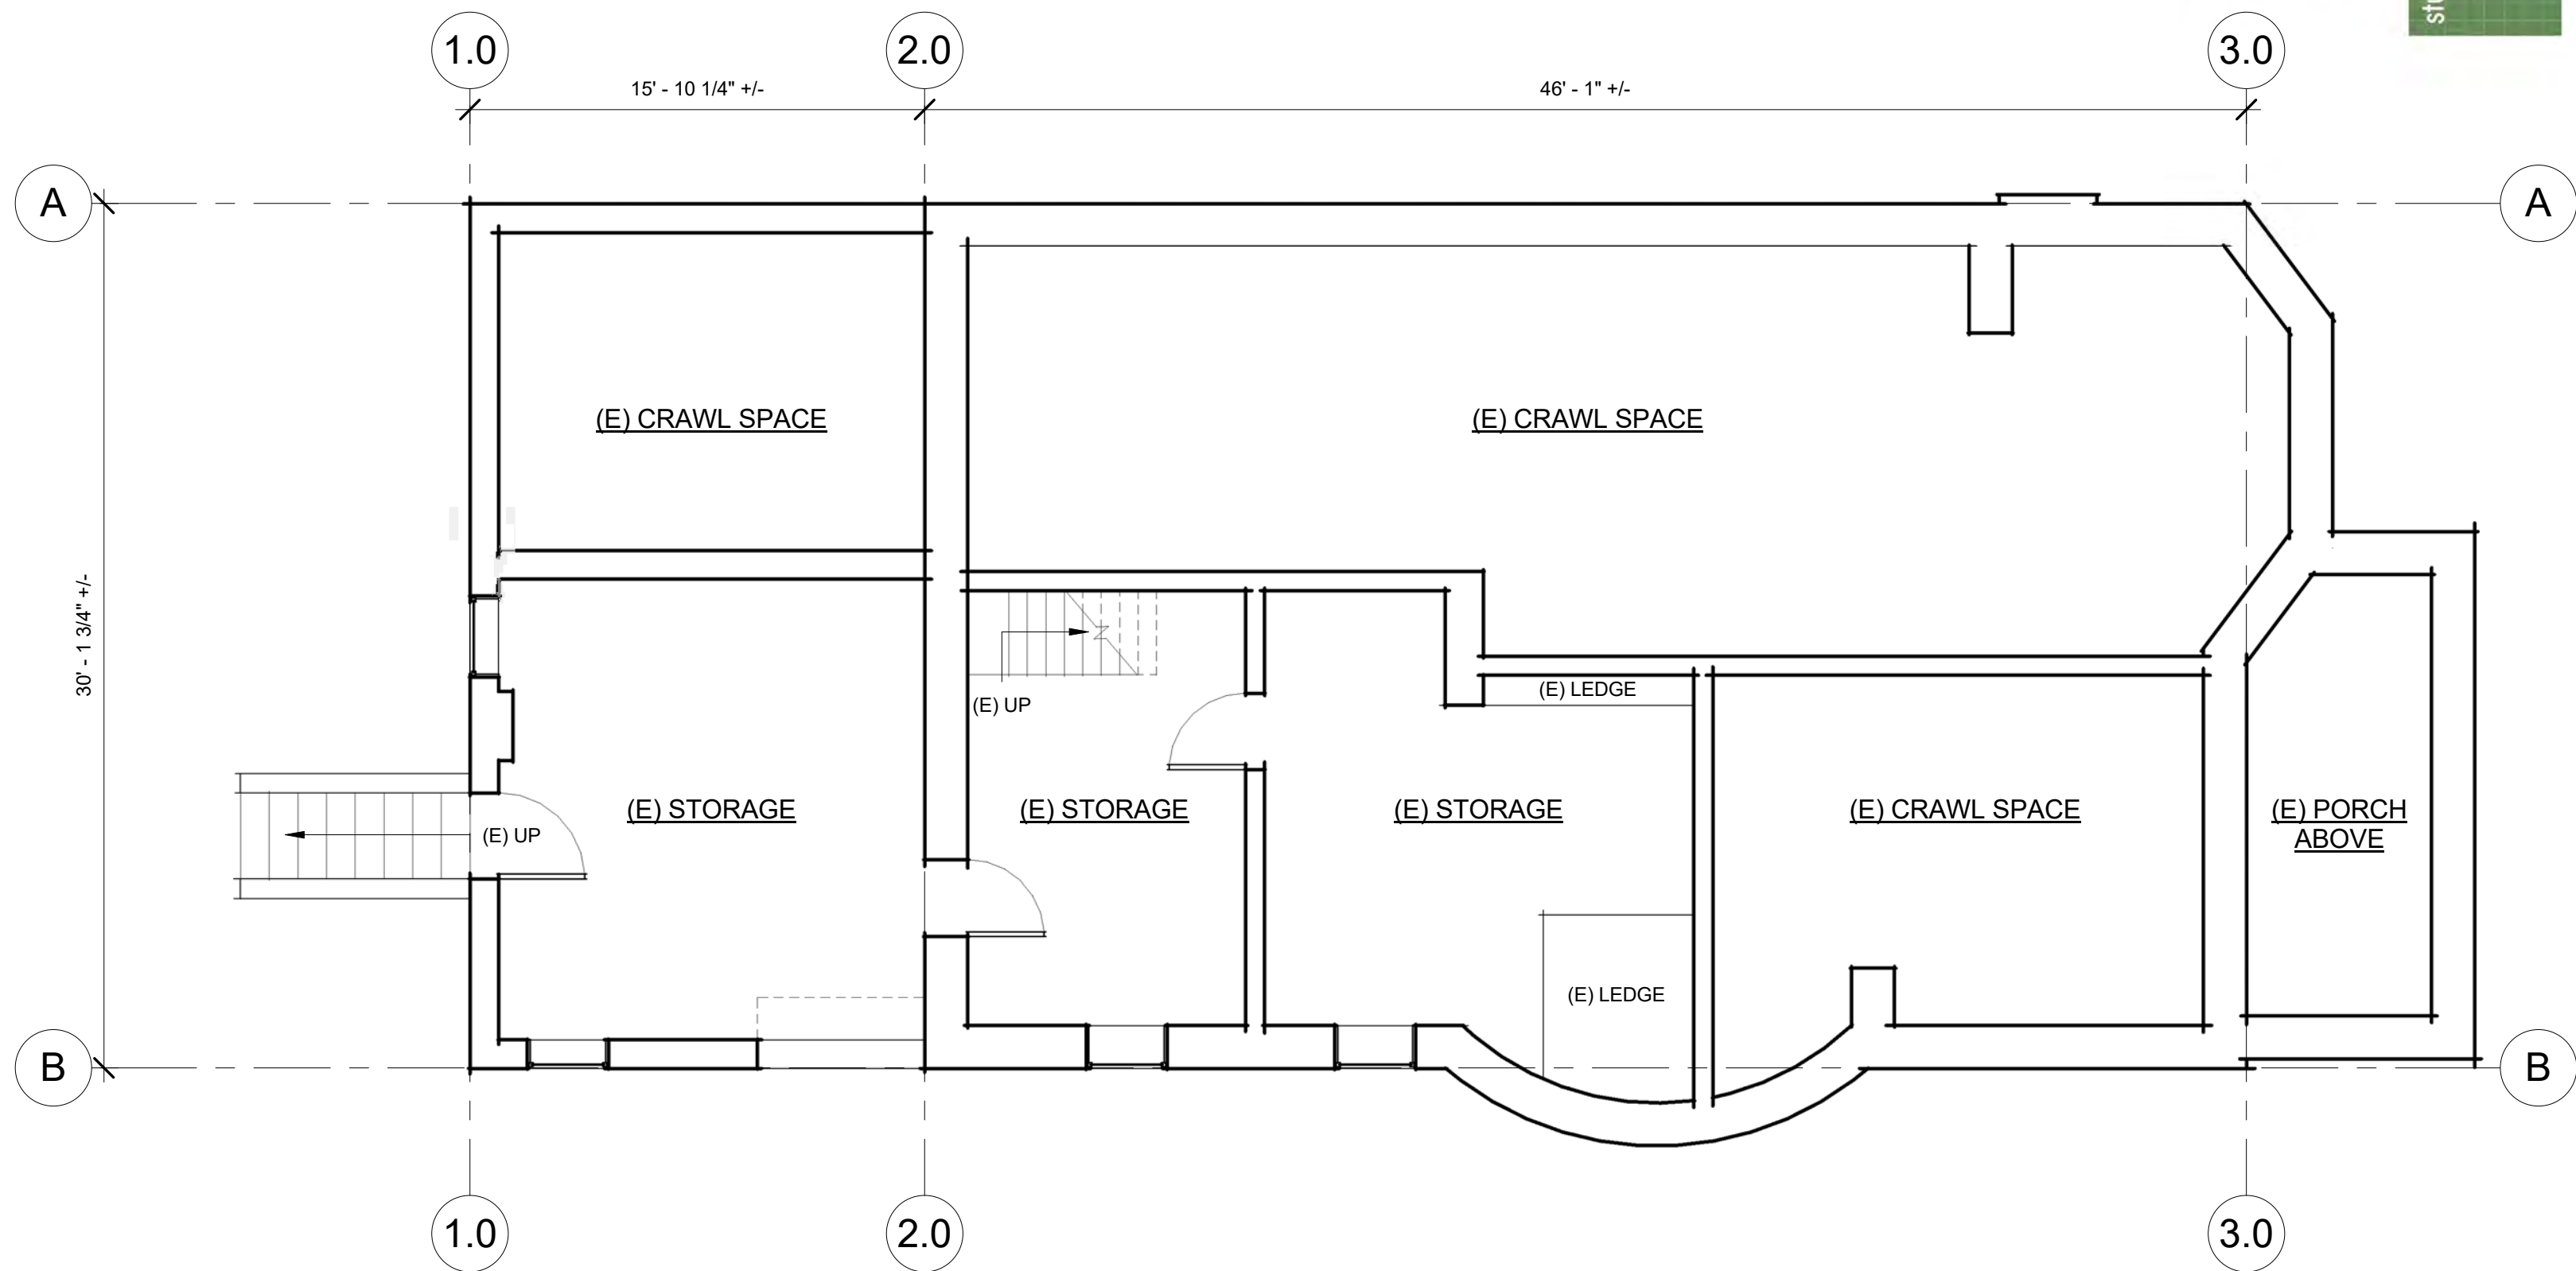 1.0
2.0
3.0
st
15' - 10 1/4" +/-
46' - 1" +/-
A
A
(E) CRAWL SPACE
(E) CRAWL SPACE
30' - 1 3/4" +/-
(E) LEDGE
(E) UP
(E) STORAGE
(E) STORAGE
(E) STORAGE
(E) CRAWL SPACE
(E) PORCH
ABOVE
(E) UP
(E) LEDGE
B
B
1.0
2.0
3.0